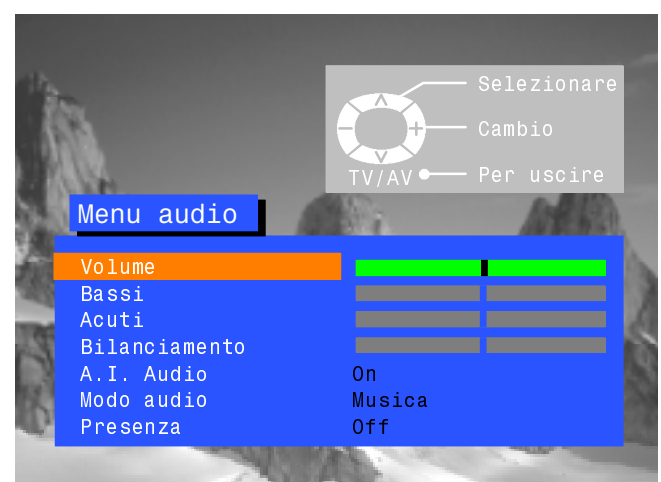 Selezionare
Cambio
TV/AV Per uscire
Menu audio
Volume
Bassi
Acuti
Bilanciamento
A.I. Audio On
Modo audio Musica
Presenza Off